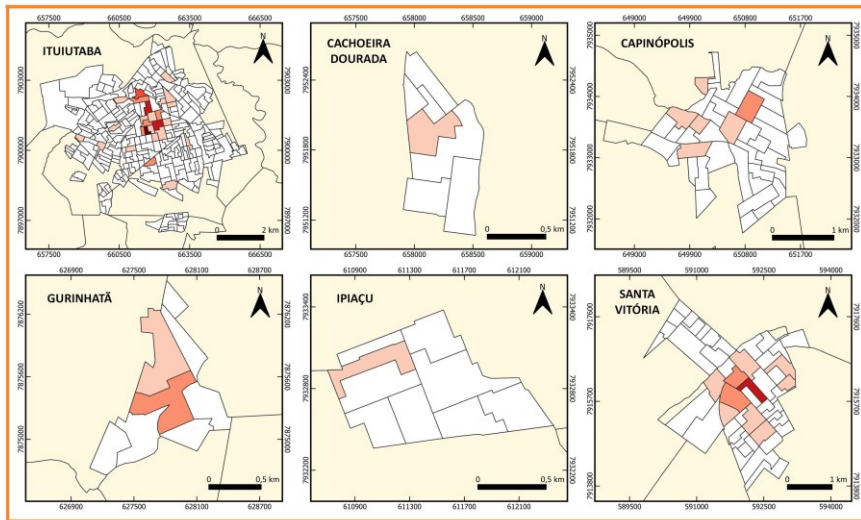 657500 660500 663500 666500
658000 658500 659000
649000 649900 650800 651700
ITUIUTABA
N
7903000
7900000
7897000
0 2 km
657500 660500 663500 666500
CACHOEIRA
DOURADA
N
7952400
7951800
7951200
0 0,5 km
658000 658500 659000
CAPINÓPOLIS
N
7935000
7934000
7933000
7932000
0 1 km
649000 649900 650800 651700
626900 627500 628100 628700
610900 611300 611700 612100
589500 591000 592500 594000
GURINHATÃ
N
7876200
7875600
7875000
0 0,5 km
626900 627500 628100 628700
IPIAÇU
N
7933400
7932800
7932200
0 0,5 km
610900 611300 611700 612100
SANTA
VITÓRIA
N
7917600
7915700
7913800
0 1 km
589500 591000 592500 594000